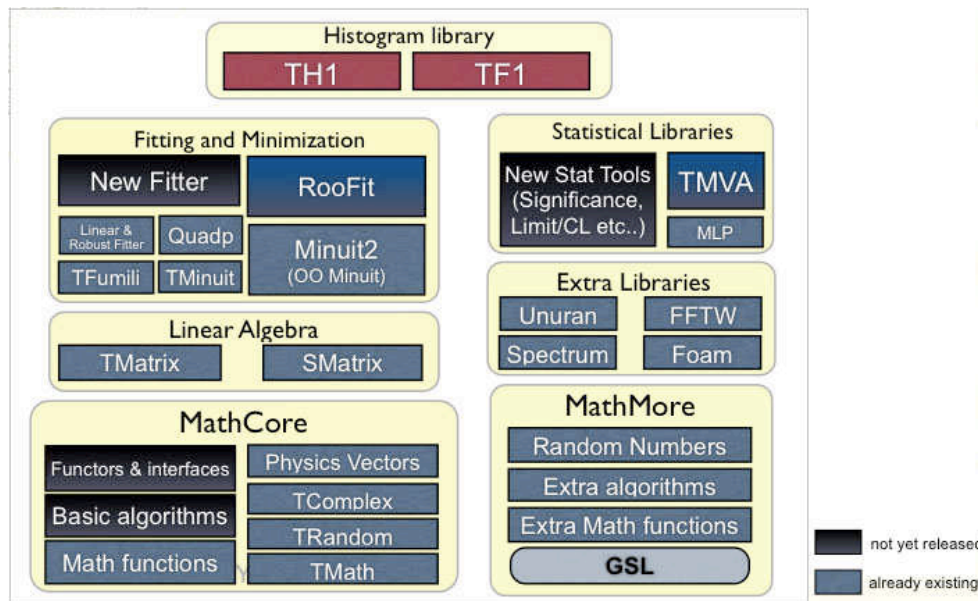 Histogram library
TH1
TF1
Fitting and Minimization
New Fitter
RooFit
Linear &
Robust Fitter
Quadp
Minuit2
(OO Minuit)
TFumili
TMinuit
Statistical Libraries
New Stat Tools
(Significance,
Limit/CL etc..)
TMVA
MLP
Extra Libraries
Unuran
FFTW
Spectrum
Foam
Linear Algebra
TMatrix
SMatrix
MathCore
Functors & interfaces
Physics Vectors
Basic algorithms
TComplex
TRandom
Math functions
TMath
MathMore
Random Numbers
Extra algorithms
Extra Math functions
GSL
not yet released
already existing